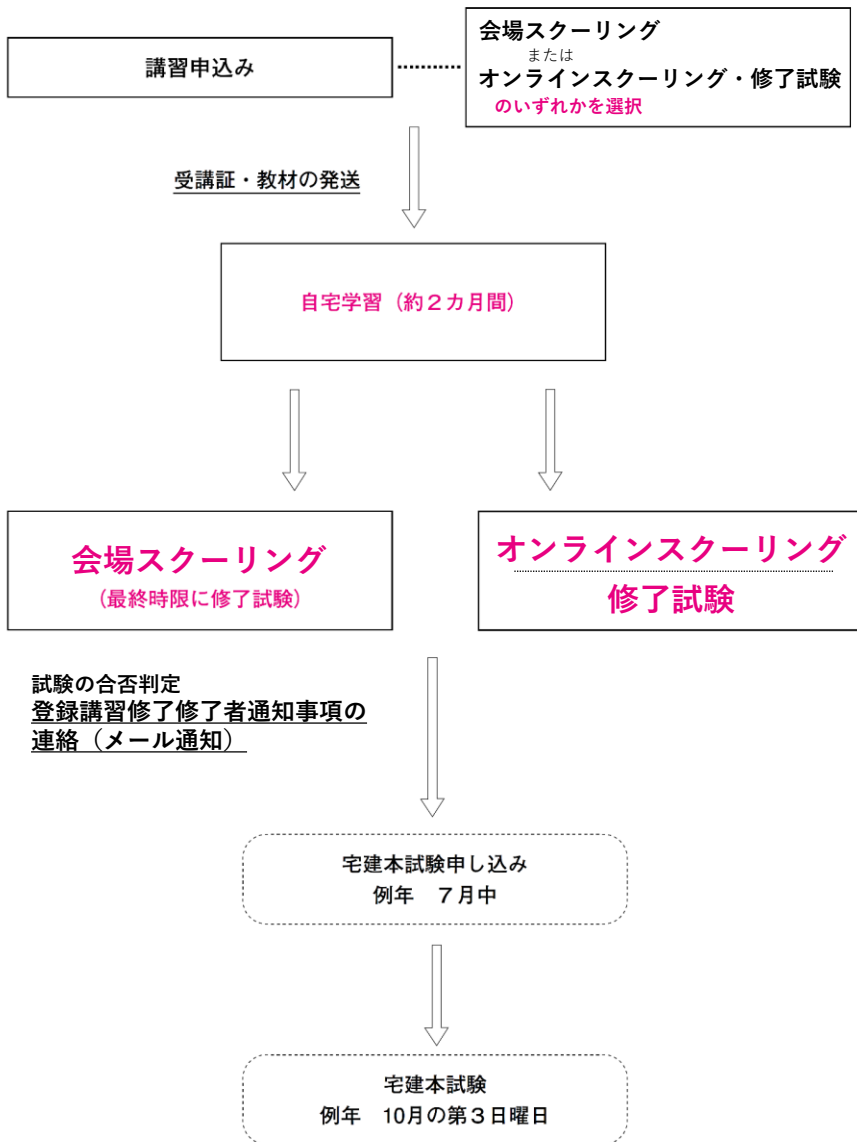 講習申込み
会場スクーリング
または
オンラインスクーリング・修了試験
のいずれかを選択
受講証・教材の発送
自宅学習（約２カ月間）
会場スクーリング
（最終時限に修了試験）
オンラインスクーリング
修了試験
試験の合否判定
登録講習修了修了者通知事項の
連絡（メール通知）
宅建本試験申し込み
例年　７月中
宅建本試験
例年　10月の第３日曜日